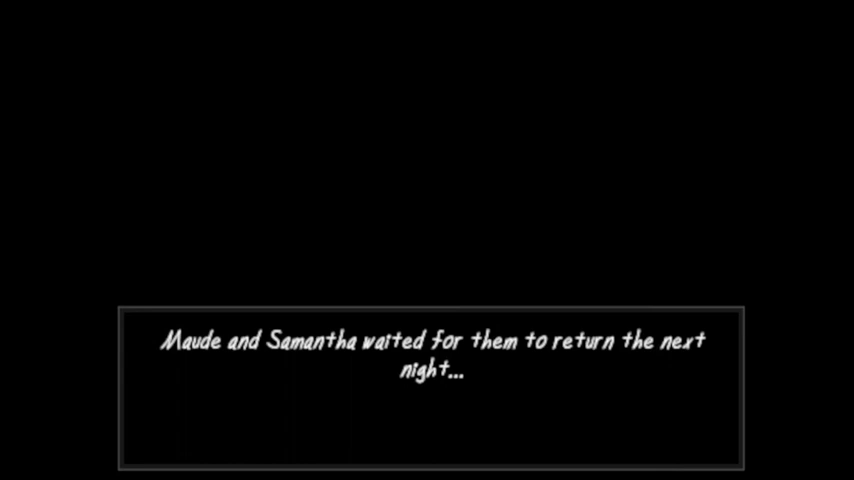 Maude and Samantha waited for them to return the next
night...